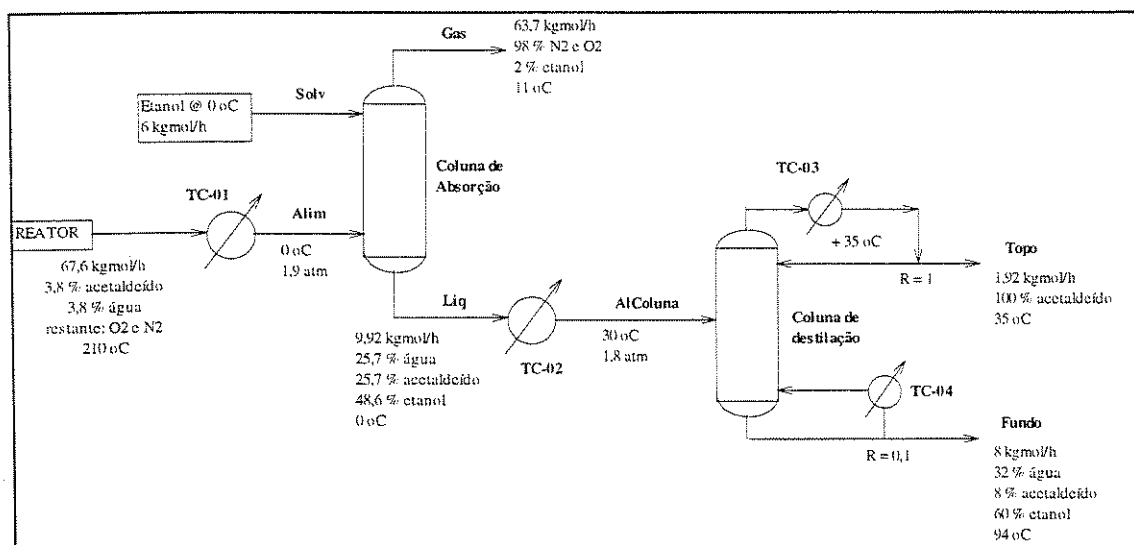 Gas
63,7 kgmol/h
98 % N2 e O2
2 % etanol
11 oC
Etanol @ 0 oC
6 kgmol/h
Solv
Coluna de
Absorção
TC-01
REATOR
Alim
0 oC
1,9 atm
67,6 kgmol/h
3,8 % acetaldeído
3,8 % água
restante: O2 e N2
210 oC
Liq
9,92 kgmol/h
25,7 % água
25,7 % acetaldeído
48,6 % etanol
0 oC
TC-02
AlColuna
30 oC
1,8 atm
TC-03
+ 35 oC
R = 1
Topo
1,92 kgmol/h
100 % acetaldeído
35 oC
Coluna de
destilação
TC-04
R = 0,1
Fundo
8 kgmol/h
32 % água
8 % acetaldeído
60 % etanol
94 oC